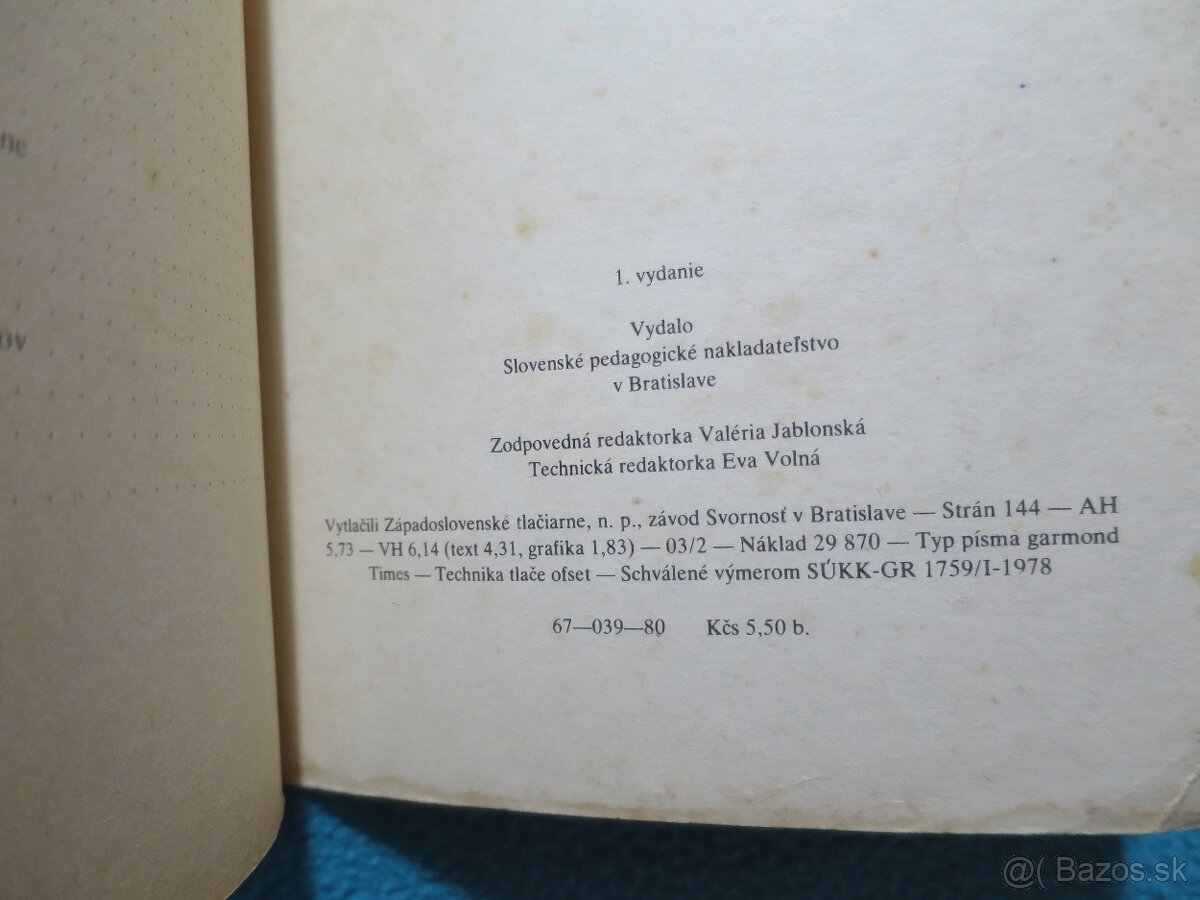 ne
ov
1. vydanie
Vydalo
Slovenské pedagogické nakladateľstvo
v Bratislave
Zodpovedná redaktorka Valéria Jablonská
Technická redaktorka Eva Volná
Vytlačili Západoslovenské tlačiarne, n. p., závod Svornosť v Bratislave — Strán 144 — AH
5,73 — VH 6,14 (text 4,31, grafika 1,83) — 03/2 — Náklad 29 870 — Typ písma garmond
Times — Technika tlače ofset — Schválené výmerom SÚKK-GR 1759/I-1978
67—039—80 Kčs 5,50 b.
@( Bazos.sk